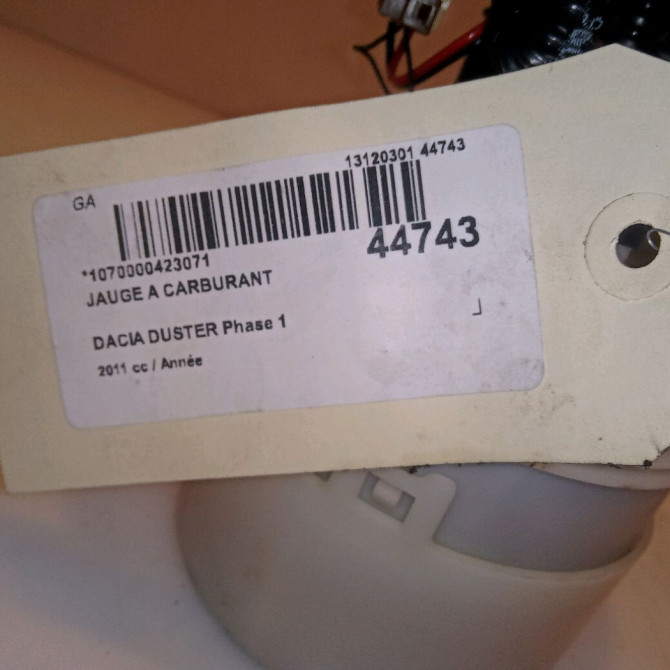 GA
13120301 44743
*1070000423071
44743
JAUGE A CARBURANT
DACIA DUSTER Phase 1
2011 cc / Année